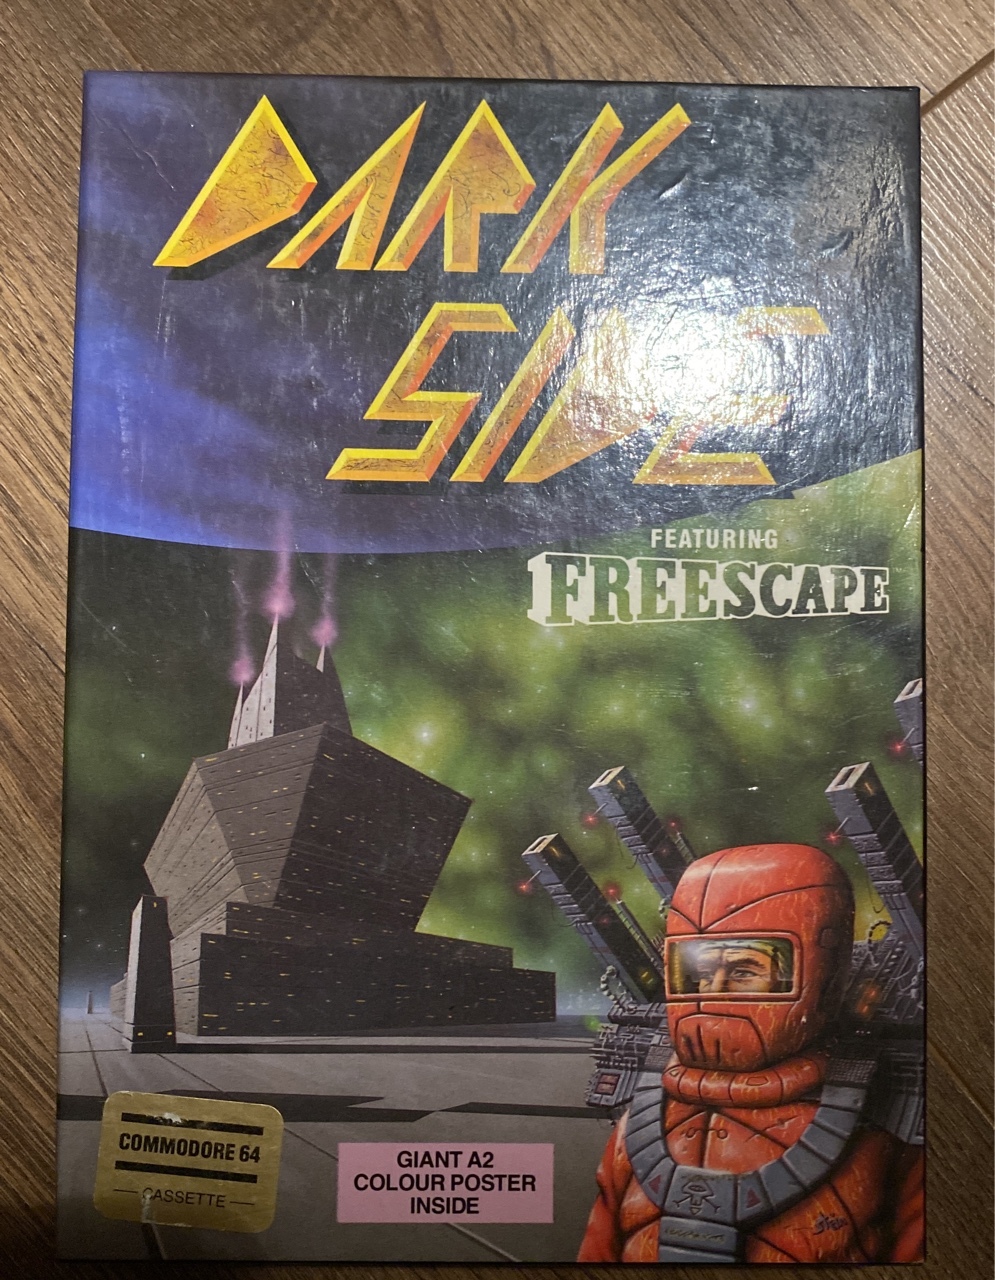 DARK
SIDE
FEATURING
FREESCAPE
COMMODORE 64
CASSETTE
GIANT A2
COLOUR POSTER
INSIDE